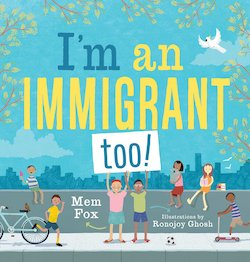 I'm an
IMMIGRANT
too!
Mem
Fox
Illustrations by
Ronojoy Ghosh